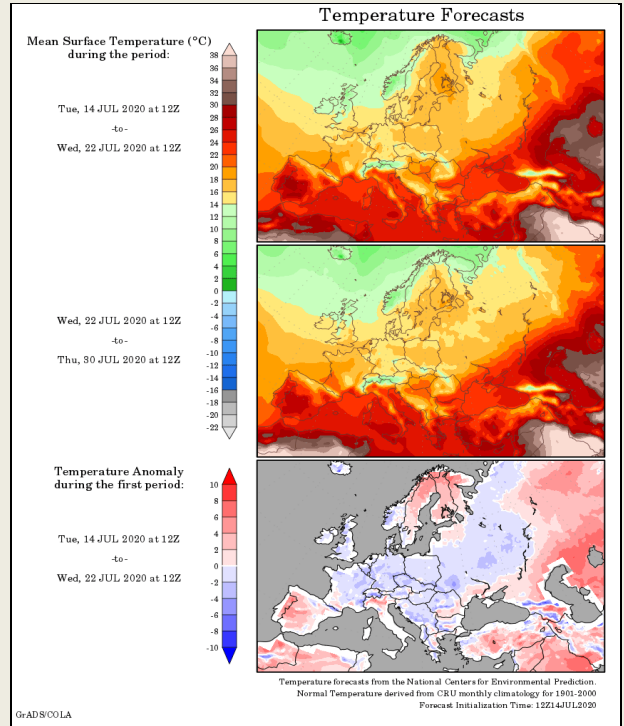 Temperature Forecasts
Mean Surface Temperature (°C)
during the period:
Tue, 14 JUL 2020 at 12Z
-to-
Wed, 22 JUL 2020 at 12Z
38
36
34
32
30
28
26
24
22
20
18
16
14
12
10
8
6
4
2
0
-2
-4
-6
-8
-10
-12
-14
-16
-18
-20
-22
Wed, 22 JUL 2020 at 12Z
-to-
Thu, 30 JUL 2020 at 12Z
Temperature Anomaly
during the first period:
Tue, 14 JUL 2020 at 12Z
-to-
Wed, 22 JUL 2020 at 12Z
10
8
6
4
2
0
-2
-4
-6
-8
-10
Temperature forecasts from the National Centers for Environmental Prediction.
Normal Temperature derived from CRU monthly climatology for 1901-2000
Forecast Initialization Time: 12Z14JUL2020
GrADS/COLA